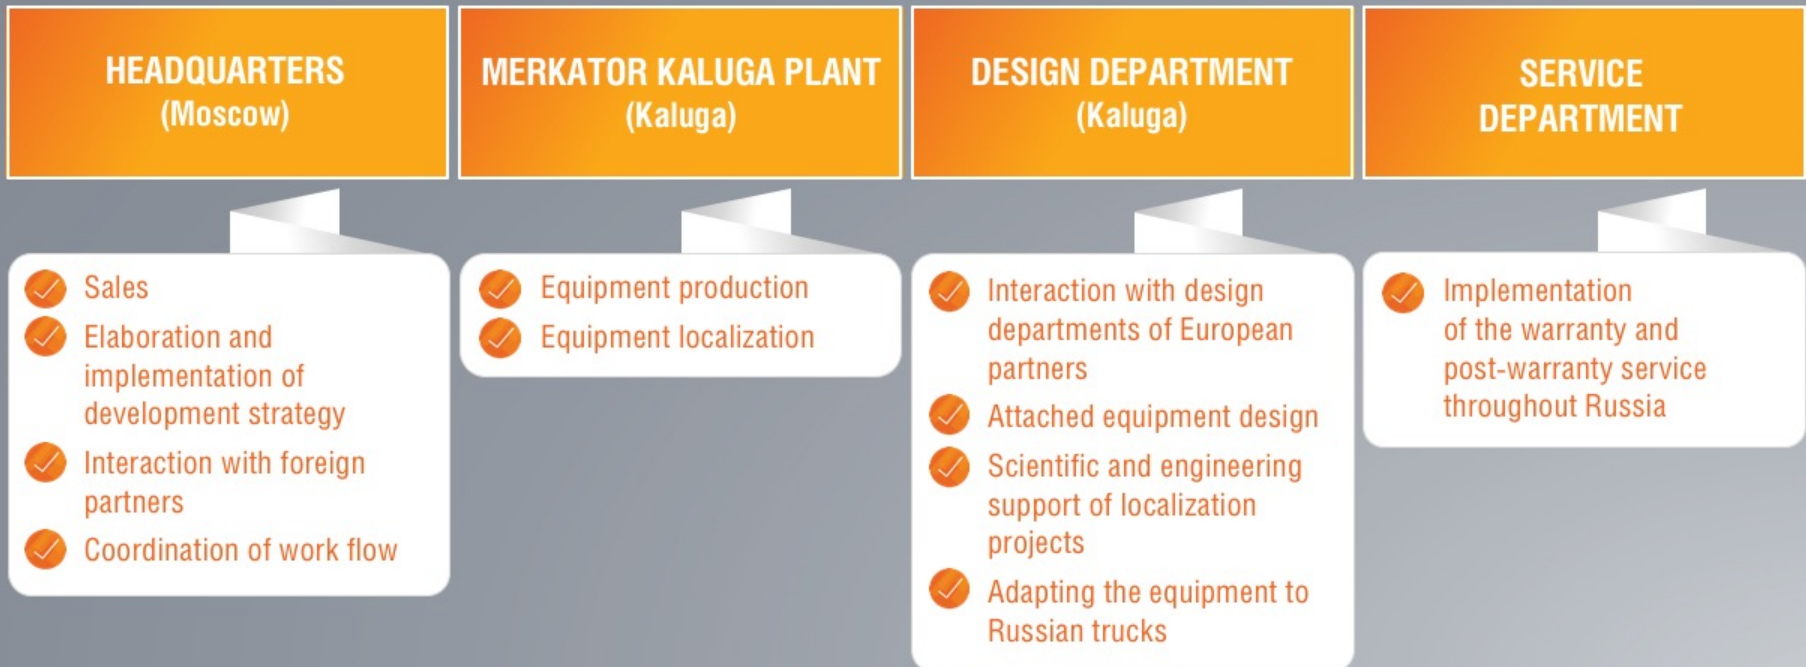 HEADQUARTERS
(Moscow)
Sales
Elaboration and
implementation of
development strategy
Interaction with foreign
partners
Coordination of work flow
MERKATOR KALUGA PLANT
(Kaluga)
Equipment production
Equipment localization
DESIGN DEPARTMENT
(Kaluga)
Interaction with design
departments of European
partners
Attached equipment design
Scientific and engineering
support of localization
projects
Adapting the equipment to
Russian trucks
SERVICE
DEPARTMENT
Implementation
of the warranty and
post-warranty service
throughout Russia